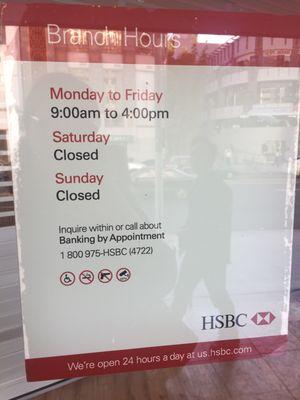 Branch Hours
Monday to Friday
9:00am to 4:00pm
Saturday
Closed
Sunday
Closed
Inquire within or call about
Banking by Appointment
1 800 975-HSBC (4722)
HSBC
We're open 24 hours a day at us.hsbc.com